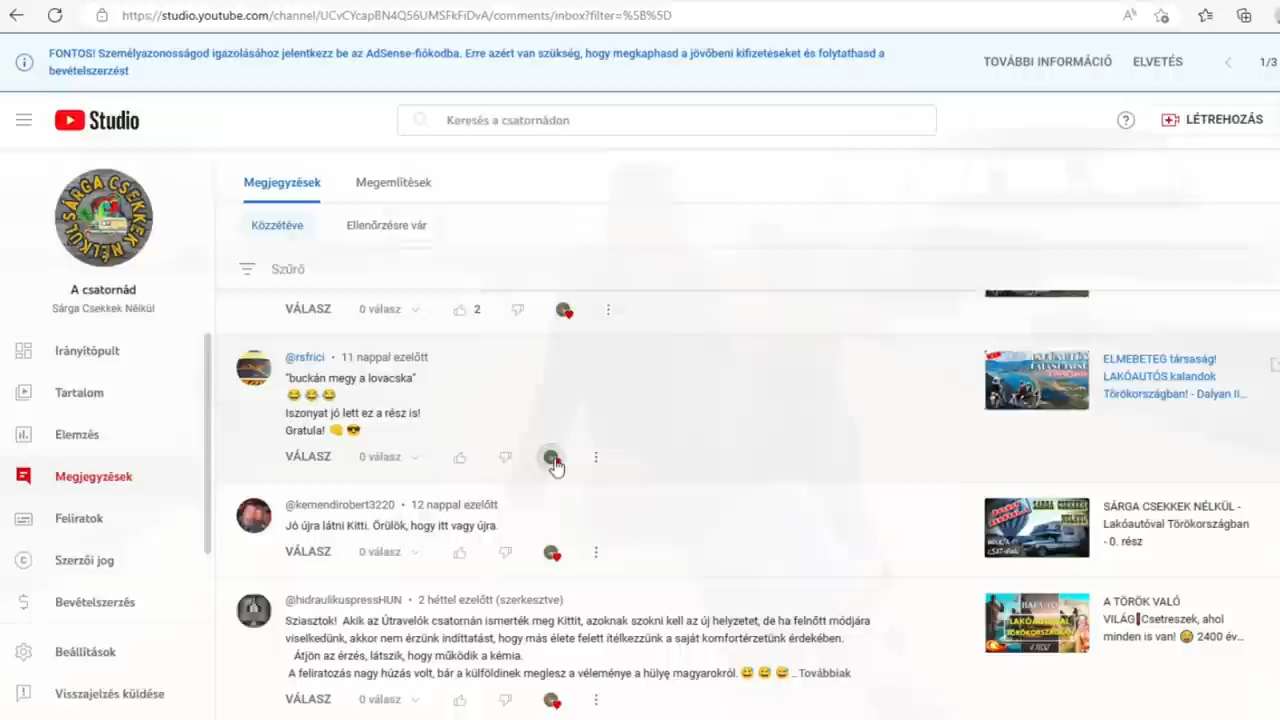 https://studio.youtube.com/channel/UCvCYcapBN4Q56UMSFkFiDvA/comments/inbox?filter=%5B%5D
FONTOS! Személyazonosságod igazolásához jelentkezz be az AdSense-fiókodba. Erre azért van szükség, hogy megkaphasd a jövőbeni kifizetéseket és folytathasd a
bevételszerzést
TOVÁBBI INFORMÁCIÓ
ELVETÉS
1/3
Studio
Keresés a csatornádon
LÉTREHOZÁS
SÁRGA CSEKKEK NÉLKÜL
A csatornád
Sárga Csekkek Nélkül
Irányítópult
Tartalom
Elemzés
Megjegyzések
Feliratok
Szerzői jog
Bevételszerzés
Beállítások
Visszajelzés küldése
Megjegyzések
Megemlítések
Közzétéve
Ellenőrzésre vár
Szűrő
VÁLASZ 0 válasz 2
@rsfrici • 11 nappal ezelőtt
"buckán megy a lovacska"
😂 😂 😂
Iszonyat jó lett ez a rész is!
Gratula! 👊 😎
VÁLASZ 0 válasz
ELMEBETEG társaság!
LAKÓAUTÓS kalandok
Törökországban! - Dalyan II...
@kemendirobert3220 • 12 nappal ezelőtt
Jó újra látni Kitti. Örülök, hogy itt vagy újra.
VÁLASZ 0 válasz
SÁRGA CSEKKEK NÉLKÜL -
Lakóautóval Törökországban
- 0. rész
@hidraulikuspressHUN • 2 héttel ezelőtt (szerkesztve)
Sziasztok! Akik az Útravelók csatornán ismerték meg Kittit, azoknak szokni kell az új helyzetet, de ha felnőtt módjára
viselkedünk, akkor nem érzünk indíttatást, hogy más élete felett ítélkezzünk a saját komfortérzetünk érdekében.
Átjön az érzés, látszik, hogy működik a kémia.
A feliratozás nagy húzás volt, bár a külföldinek meglesz a véleménye a hülye magyarokról. 😅 😅 😅 ...Továbbiak
VÁLASZ 0 válasz
A TÖRÖK VALÓ
VILÁG❗Csetreszek, ahol
minden is van! 😅 2400 év...